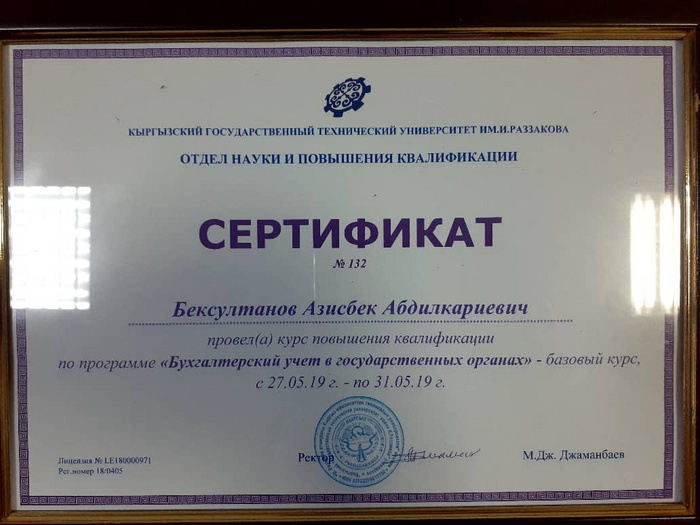 КЫРГЫЗСКИЙ ГОСУДАРСТВЕННЫЙ ТЕХНИЧЕСКИЙ УНИВЕРСИТЕТ ИМ.И.РАЗЗАКОВА
ОТДЕЛ НАУКИ И ПОВЫШЕНИЯ КВАЛИФИКАЦИИ
СЕРТИФИКАТ
№ 132
Бексултанов Азисбек Абдилкариевич
провел(а) курс повышения квалификации
по программе «Бухгалтерский учет в государственных органах» - базовый курс,
с 27.05.19 г. - по 31.05.19 г.
Лицензия № LE180000971
Рег.номер 18/0405
Ректор
М.Дж. Джаманбаев